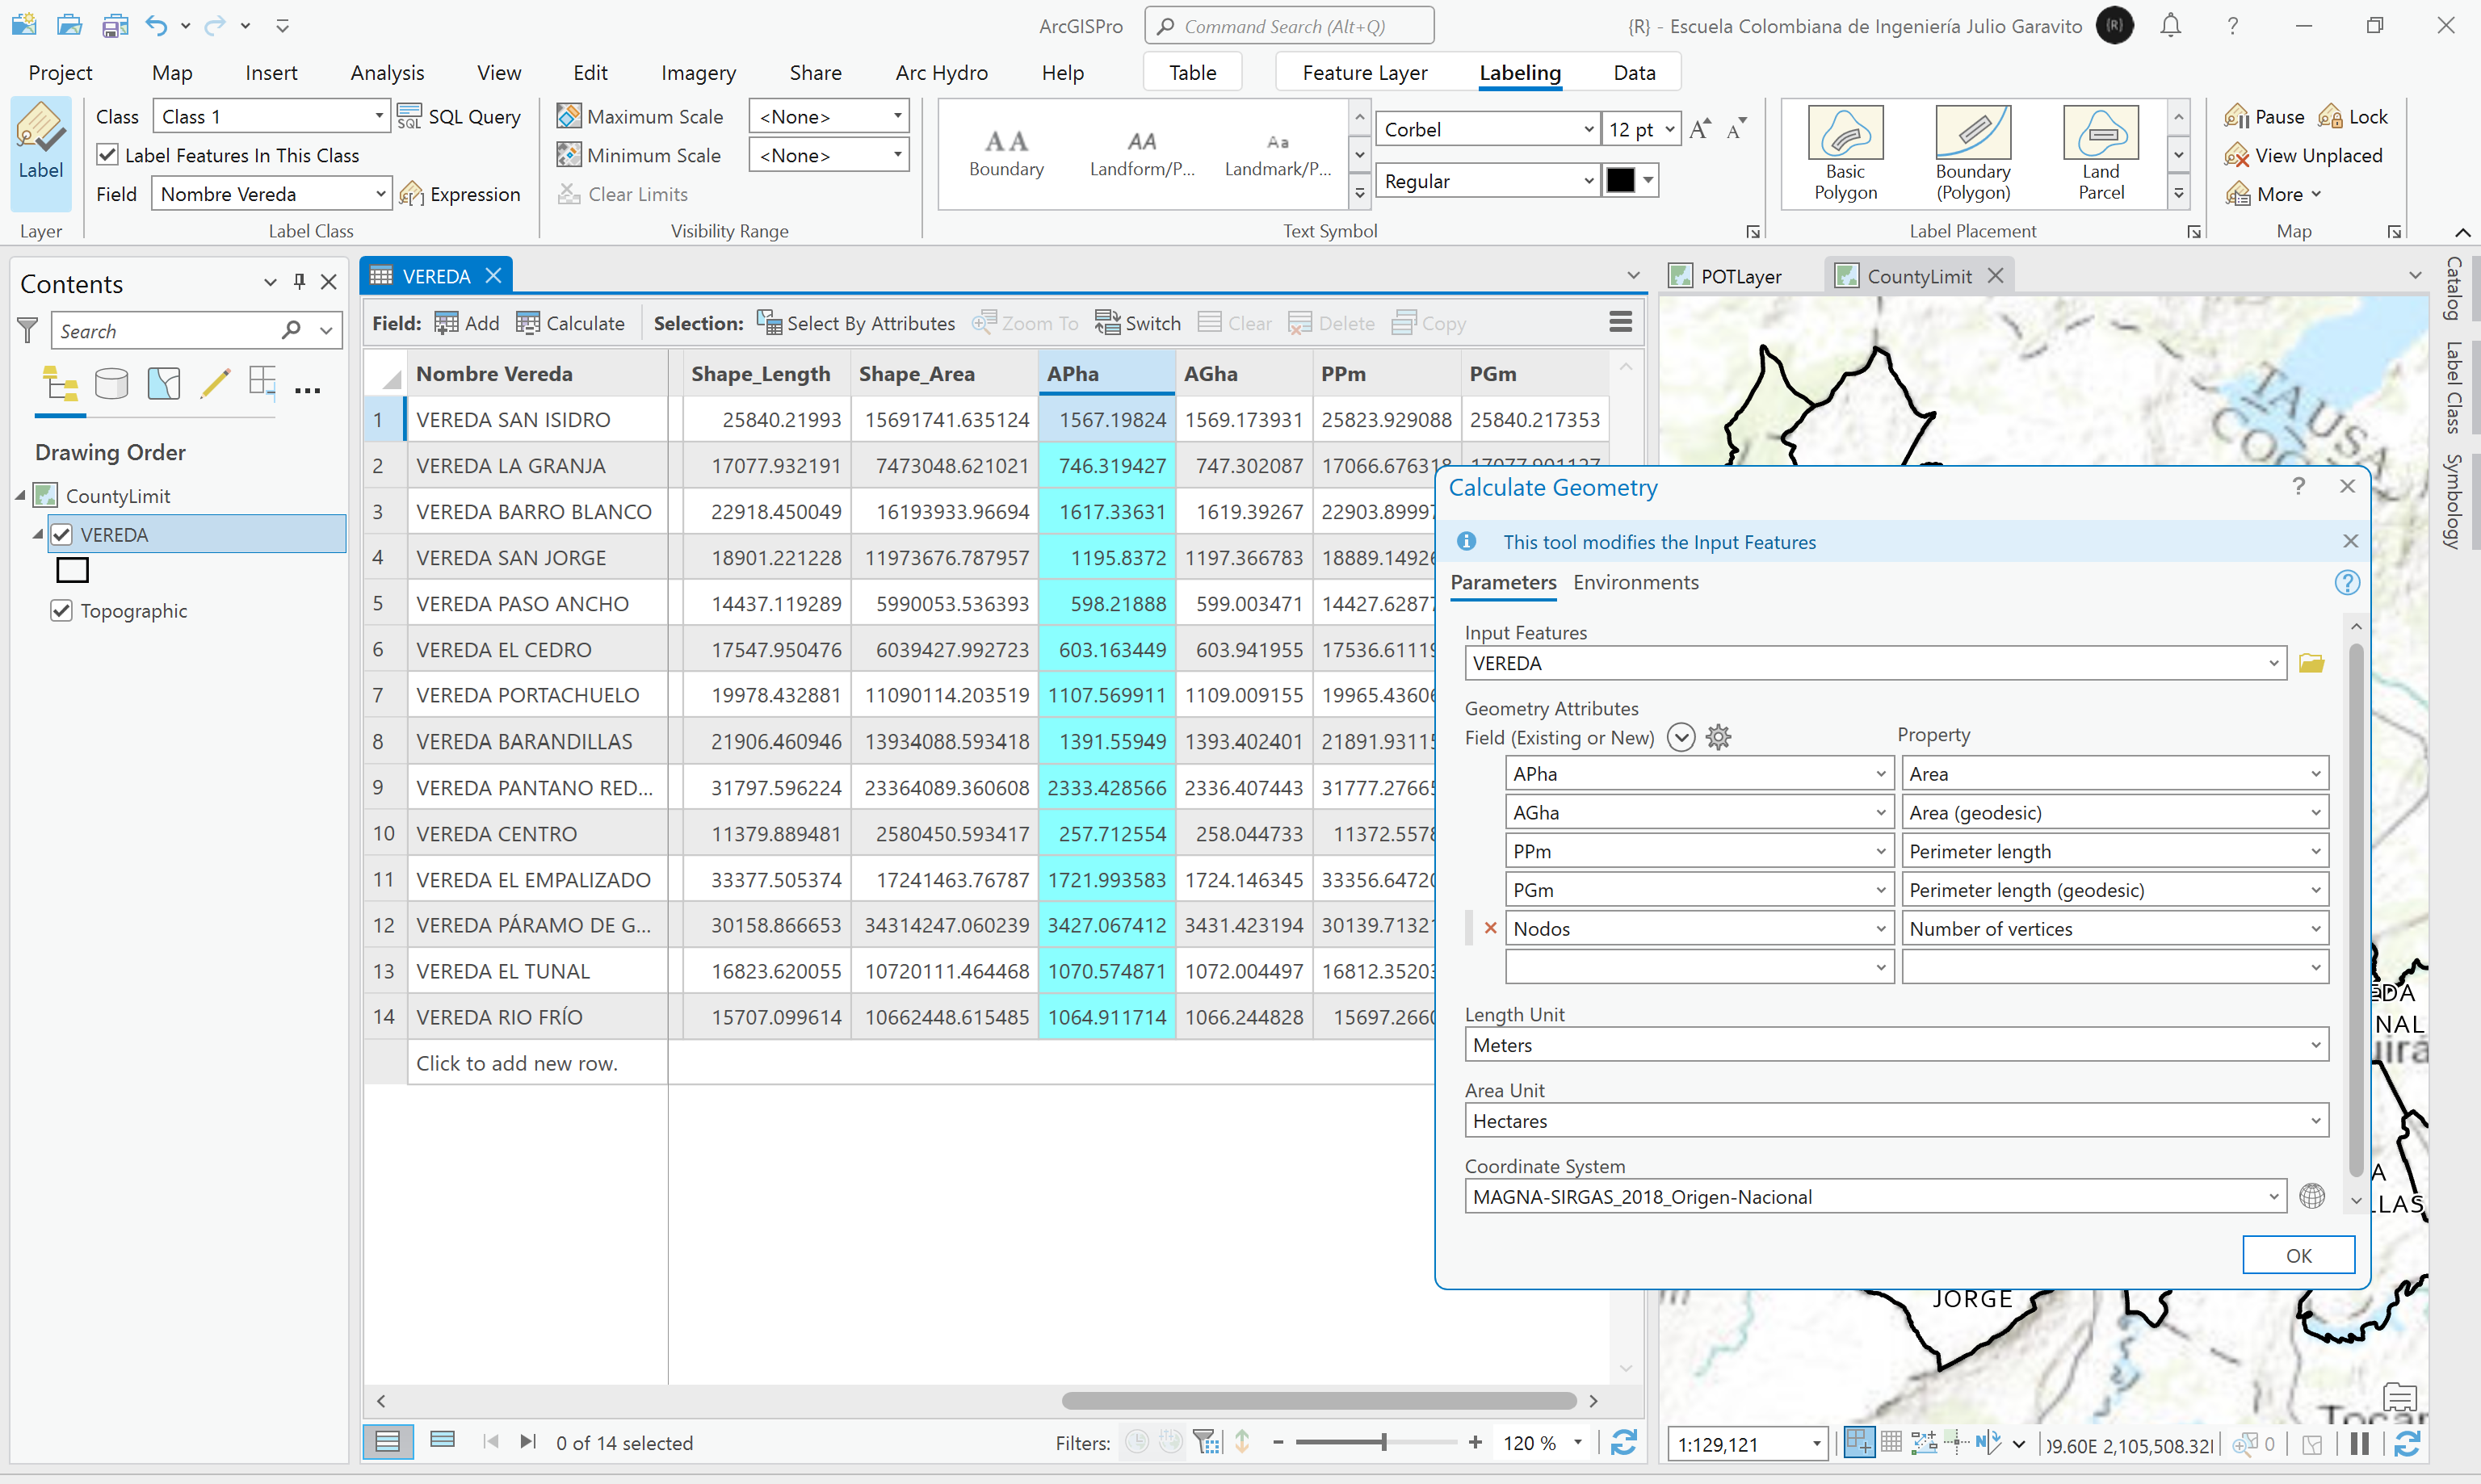 ArcGISPro
Command Search (Alt+Q)
{R} - Escuela Colombiana de Ingeniería Julio Garavito
{R}
Project Map Insert Analysis View Edit Imagery Share Arc Hydro Help Table Feature Layer Labeling Data
Label
Layer
Class Class 1 SQL Query
Label Features In This Class
Field Nombre Vereda Expression
Label Class
Maximum Scale <None>
Minimum Scale <None>
Clear Limits
Visibility Range
Boundary Landform/P... Landmark/P...
Corbel 12 pt
Regular
Text Symbol
Basic Polygon
Boundary (Polygon)
Land Parcel
Label Placement
Pause Lock
View Unplaced
More
Map
Contents
Search
Drawing Order
CountyLimit
VEREDA
Topographic
VEREDA
Field: Add Calculate Selection: Select By Attributes Zoom To Switch Clear Delete Copy
Nombre Vereda Shape_Length Shape_Area APha AGha PPm PGm
1 VEREDA SAN ISIDRO 25840.21993 15691741.635124 1567.19824 1569.173931 25823.929088 25840.217353
2 VEREDA LA GRANJA 17077.932191 7473048.621021 746.319427 747.302087 17066.676318
3 VEREDA BARRO BLANCO 22918.450049 16193933.96694 1617.33631 1619.39267 22903.8999
4 VEREDA SAN JORGE 18901.221228 11973676.787957 1195.8372 1197.366783 18889.1492
5 VEREDA PASO ANCHO 14437.119289 5990053.536393 598.21888 599.003471 14427.6287
6 VEREDA EL CEDRO 17547.950476 6039427.992723 603.163449 603.941955 17536.6111
7 VEREDA PORTACHUELO 19978.432881 11090114.203519 1107.569911 1109.009155 19965.4360
8 VEREDA BARANDILLAS 21906.460946 13934088.593418 1391.55949 1393.402401 21891.9311
9 VEREDA PANTANO RED... 31797.596224 23364089.360608 2333.428566 2336.407443 31777.2766
10 VEREDA CENTRO 11379.889481 2580450.593417 257.712554 258.044733 11372.5578
11 VEREDA EL EMPALIZADO 33377.505374 17241463.76787 1721.993583 1724.146345 33356.6472
12 VEREDA PÁRAMO DE G... 30158.866653 34314247.060239 3427.067412 3431.423194 30139.7132
13 VEREDA EL TUNAL 16823.620055 10720111.464468 1070.574871 1072.004497 16812.3520
14 VEREDA RIO FRÍO 15707.099614 10662448.615485 1064.911714 1066.244828 15697.2660
Click to add new row.
0 of 14 selected
Filters:
120 %
POTLayer
CountyLimit
TAUSA
Calculate Geometry
?
This tool modifies the Input Features
Parameters Environments
Input Features
VEREDA
Geometry Attributes
Field (Existing or New) Property
APha Area
AGha Area (geodesic)
PPm Perimeter length
PGm Perimeter length (geodesic)
Nodos Number of vertices
Length Unit
Meters
Area Unit
Hectares
Coordinate System
MAGNA-SIRGAS_2018_Origen-Nacional
OK
EDA
NAL
LLAS
JORGE
Tocan
1:129,121
09.60E 2,105,508.32
0
Catalog
Label Class
Symbology